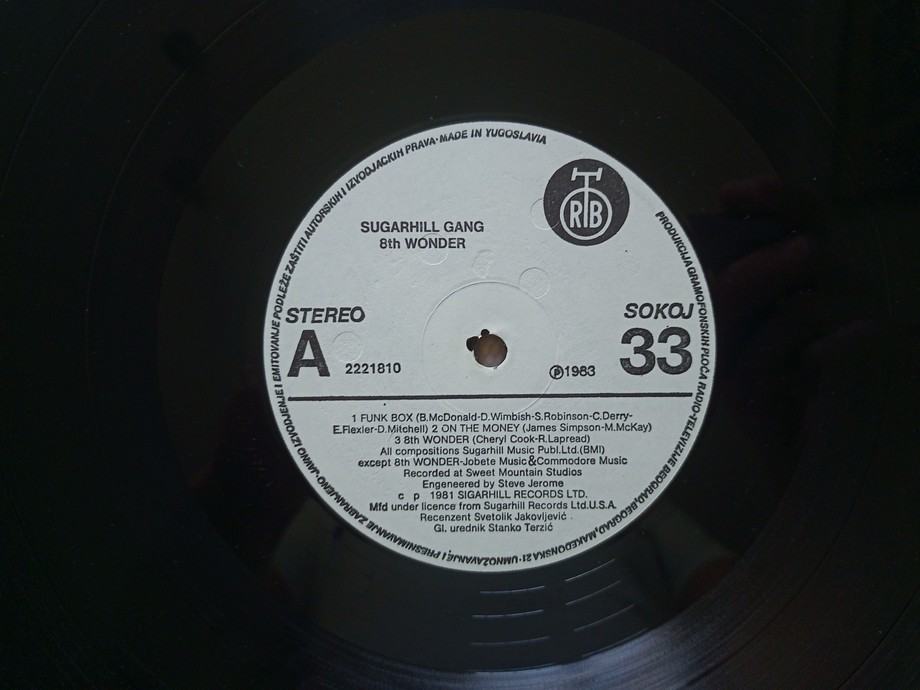 UMNOŽAVANJE I PRESNIMAVANJE ZABRANJENO·JAVNO IZVODJENJE I EMITOVANJE PODLEŽE ZAŠTITI AUTORSKIH I IZVODJACKIH PRAVA·MADE IN YUGOSLAVIA
PRODUKCIJA GRAMOFONSKIH PLOČA RADIO-TELEVIZIJE BEOGRAD, BEOGRAD, MAKEDONSKA 21·
RTB
SUGARHILL GANG
8th WONDER
STEREO
SOKOJ
A
2221810
℗1983
33
1 FUNK BOX (B.McDonald-D.Wimbish-S.Robinson-C.Derry-
E.Flexler-D.Mitchell) 2 ON THE MONEY (James Simpson-M.McKay)
3 8th WONDER (Cheryl Cook-R.Lapread)
All compositions Sugarhill Music Publ.Ltd.(BMI)
except 8th WONDER-Jobete Music&Commodore Music
Recorded at Sweet Mountain Studios
Engeneered by Steve Jerome
c p 1981 SIGARHILL RECORDS LTD.
Mfd under licence from Sugarhill Records Ltd.U.S.A.
Recenzent Svetolik Jakovljević
Gl. urednik Stanko Terzić